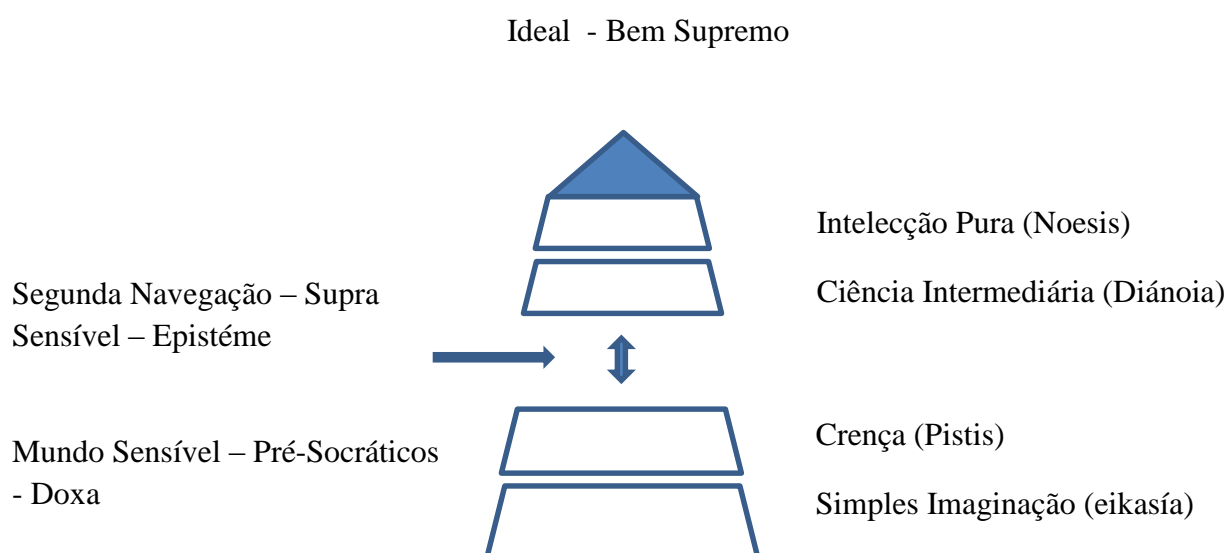 Ideal - Bem Supremo
Intelecção Pura (Noesis)
Segunda Navegação – Supra
Sensível – Epistéme
Ciência Intermediária (Diánoia)
Mundo Sensível – Pré-Socráticos
- Doxa
Crença (Pistis)
Simples Imaginação (eikasía)